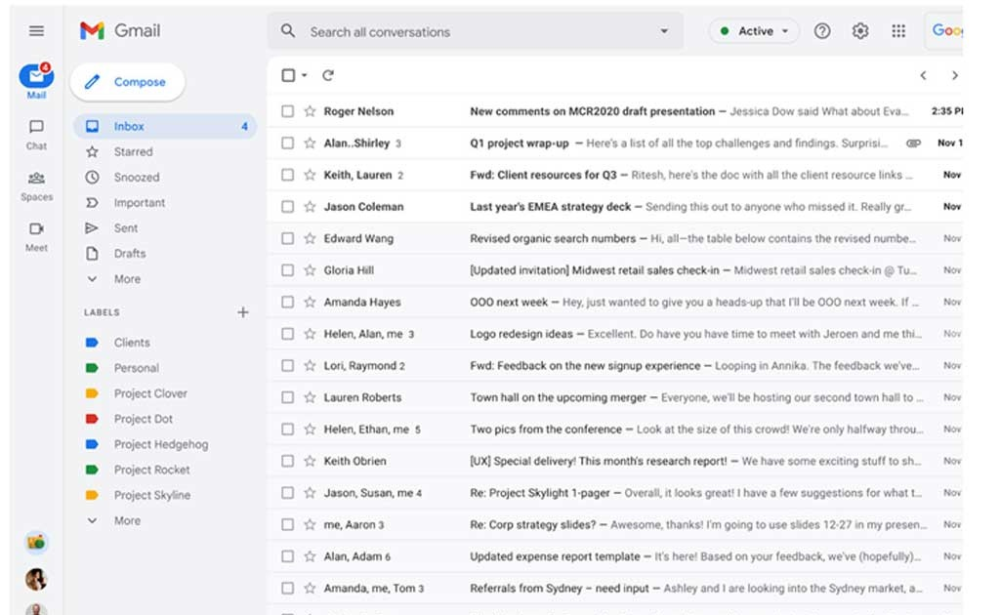 Gmail
Search all conversations
Active
4
Mail
Chat
Spaces
Meet
Compose
Inbox 4
Starred
Snoozed
Important
Sent
Drafts
More
LABELS
Clients
Personal
Project Clover
Project Dot
Project Hedgehog
Project Rocket
Project Skyline
More
Roger Nelson New comments on MCR2020 draft presentation – Jessica Dow said What about Eva... 2:35 P
Alan..Shirley 3 Q1 project wrap-up – Here's a list of all the top challenges and findings. Surprisi... Nov 1
Keith, Lauren 2 Fwd: Client resources for Q3 – Ritesh, here's the doc with all the client resource links ... Nov
Jason Coleman Last year's EMEA strategy deck – Sending this out to anyone who missed it. Really gr... Nov
Edward Wang Revised organic search numbers – Hi, all—the table below contains the revised numbe... Nov
Gloria Hill [Updated invitation] Midwest retail sales check-in – Midwest retail sales check-in @ Tu... Nov
Amanda Hayes OOO next week – Hey, just wanted to give you a heads-up that I'll be OOO next week. If ... Nov
Helen, Alan, me 3 Logo redesign ideas – Excellent. Do have you have time to meet with Jeroen and me thi... Nov
Lori, Raymond 2 Fwd: Feedback on the new signup experience – Looping in Annika. The feedback we've... Nov
Lauren Roberts Town hall on the upcoming merger – Everyone, we'll be hosting our second town hall to ... Nov
Helen, Ethan, me 5 Two pics from the conference – Look at the size of this crowd! We're only halfway throu... Nov
Keith Obrien [UX] Special delivery! This month's research report! – We have some exciting stuff to sh... Nov
Jason, Susan, me 4 Re: Project Skylight 1-pager – Overall, it looks great! I have a few suggestions for what t... Nov
me, Aaron 3 Re: Corp strategy slides? – Awesome, thanks! I'm going to use slides 12-27 in my presen... Nov
Alan, Adam 6 Updated expense report template – It's here! Based on your feedback, we've (hopefully)... Nov
Amanda, me, Tom 3 Referrals from Sydney – need input – Ashley and I are looking into the Sydney market, a... Nov